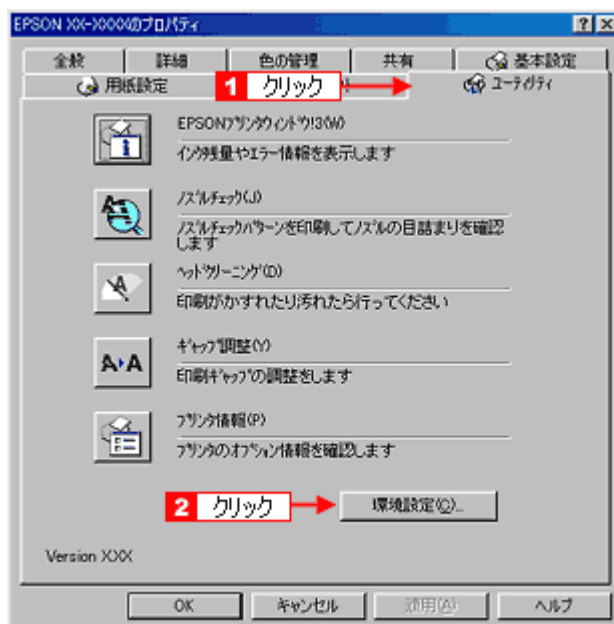 EPSON XX-XXXXのプロパティ
全般 詳細 色の管理 共有 基本設定
用紙設定 1 クリック ユーティリティ
EPSONプリンタウィンドウ!3(W)
インク残量やエラー情報を表示します
ノズルチェック(J)
ノズルチェックパターンを印刷してノズルの目詰まりを確認
します
ヘッドクリーニング(D)
印刷がかすれたり汚れたら行ってください
ギャップ調整(Y)
印刷ギャップの調整をします
プリンタ情報(P)
プリンタのオプション情報を確認します
2 クリック 環境設定(C)...
Version XXX
OK キャンセル 適用(A) ヘルプ